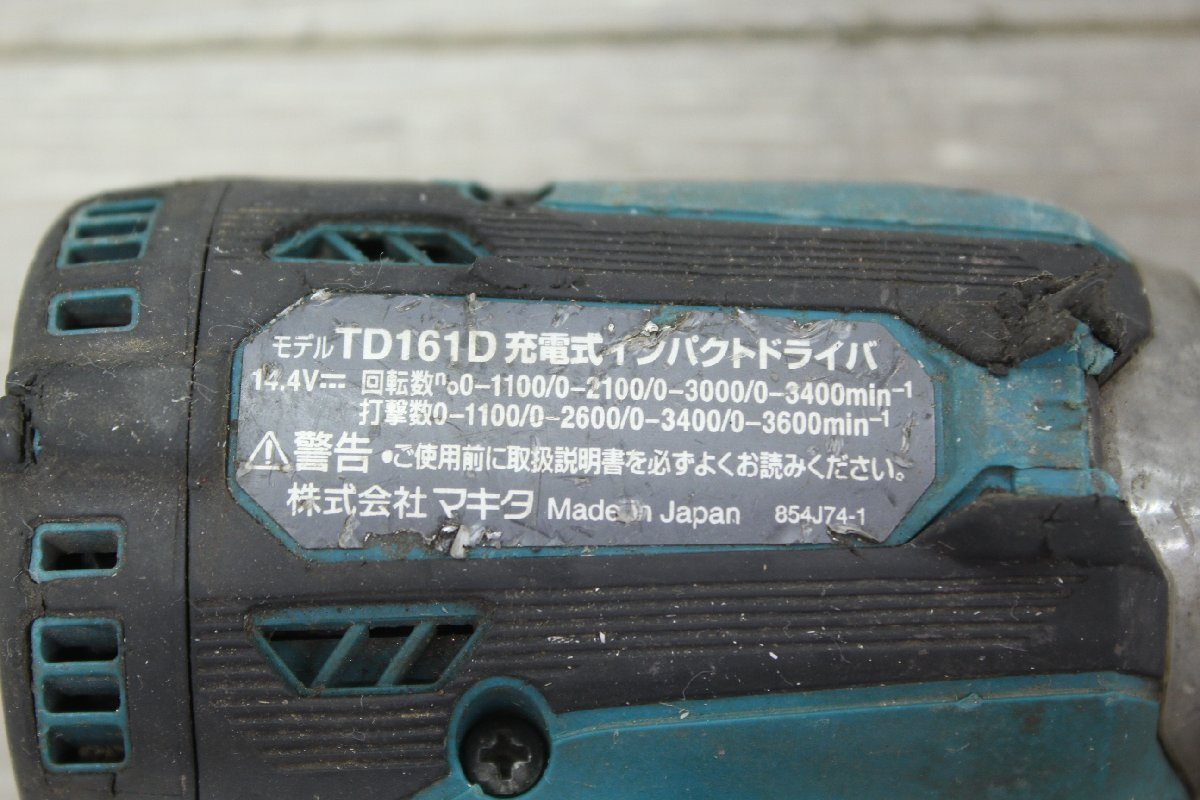 モデル TD161D 充電式インパクトドライバ
14.4V⎓ 回転数n₀0-1100/0-2100/0-3000/0-3400min⁻¹
打撃数0-1100/0-2600/0-3400/0-3600min⁻¹
⚠警告 •ご使用前に取扱説明書を必ずよくお読みください。
株式会社 マキタ Made in Japan 854J74-1